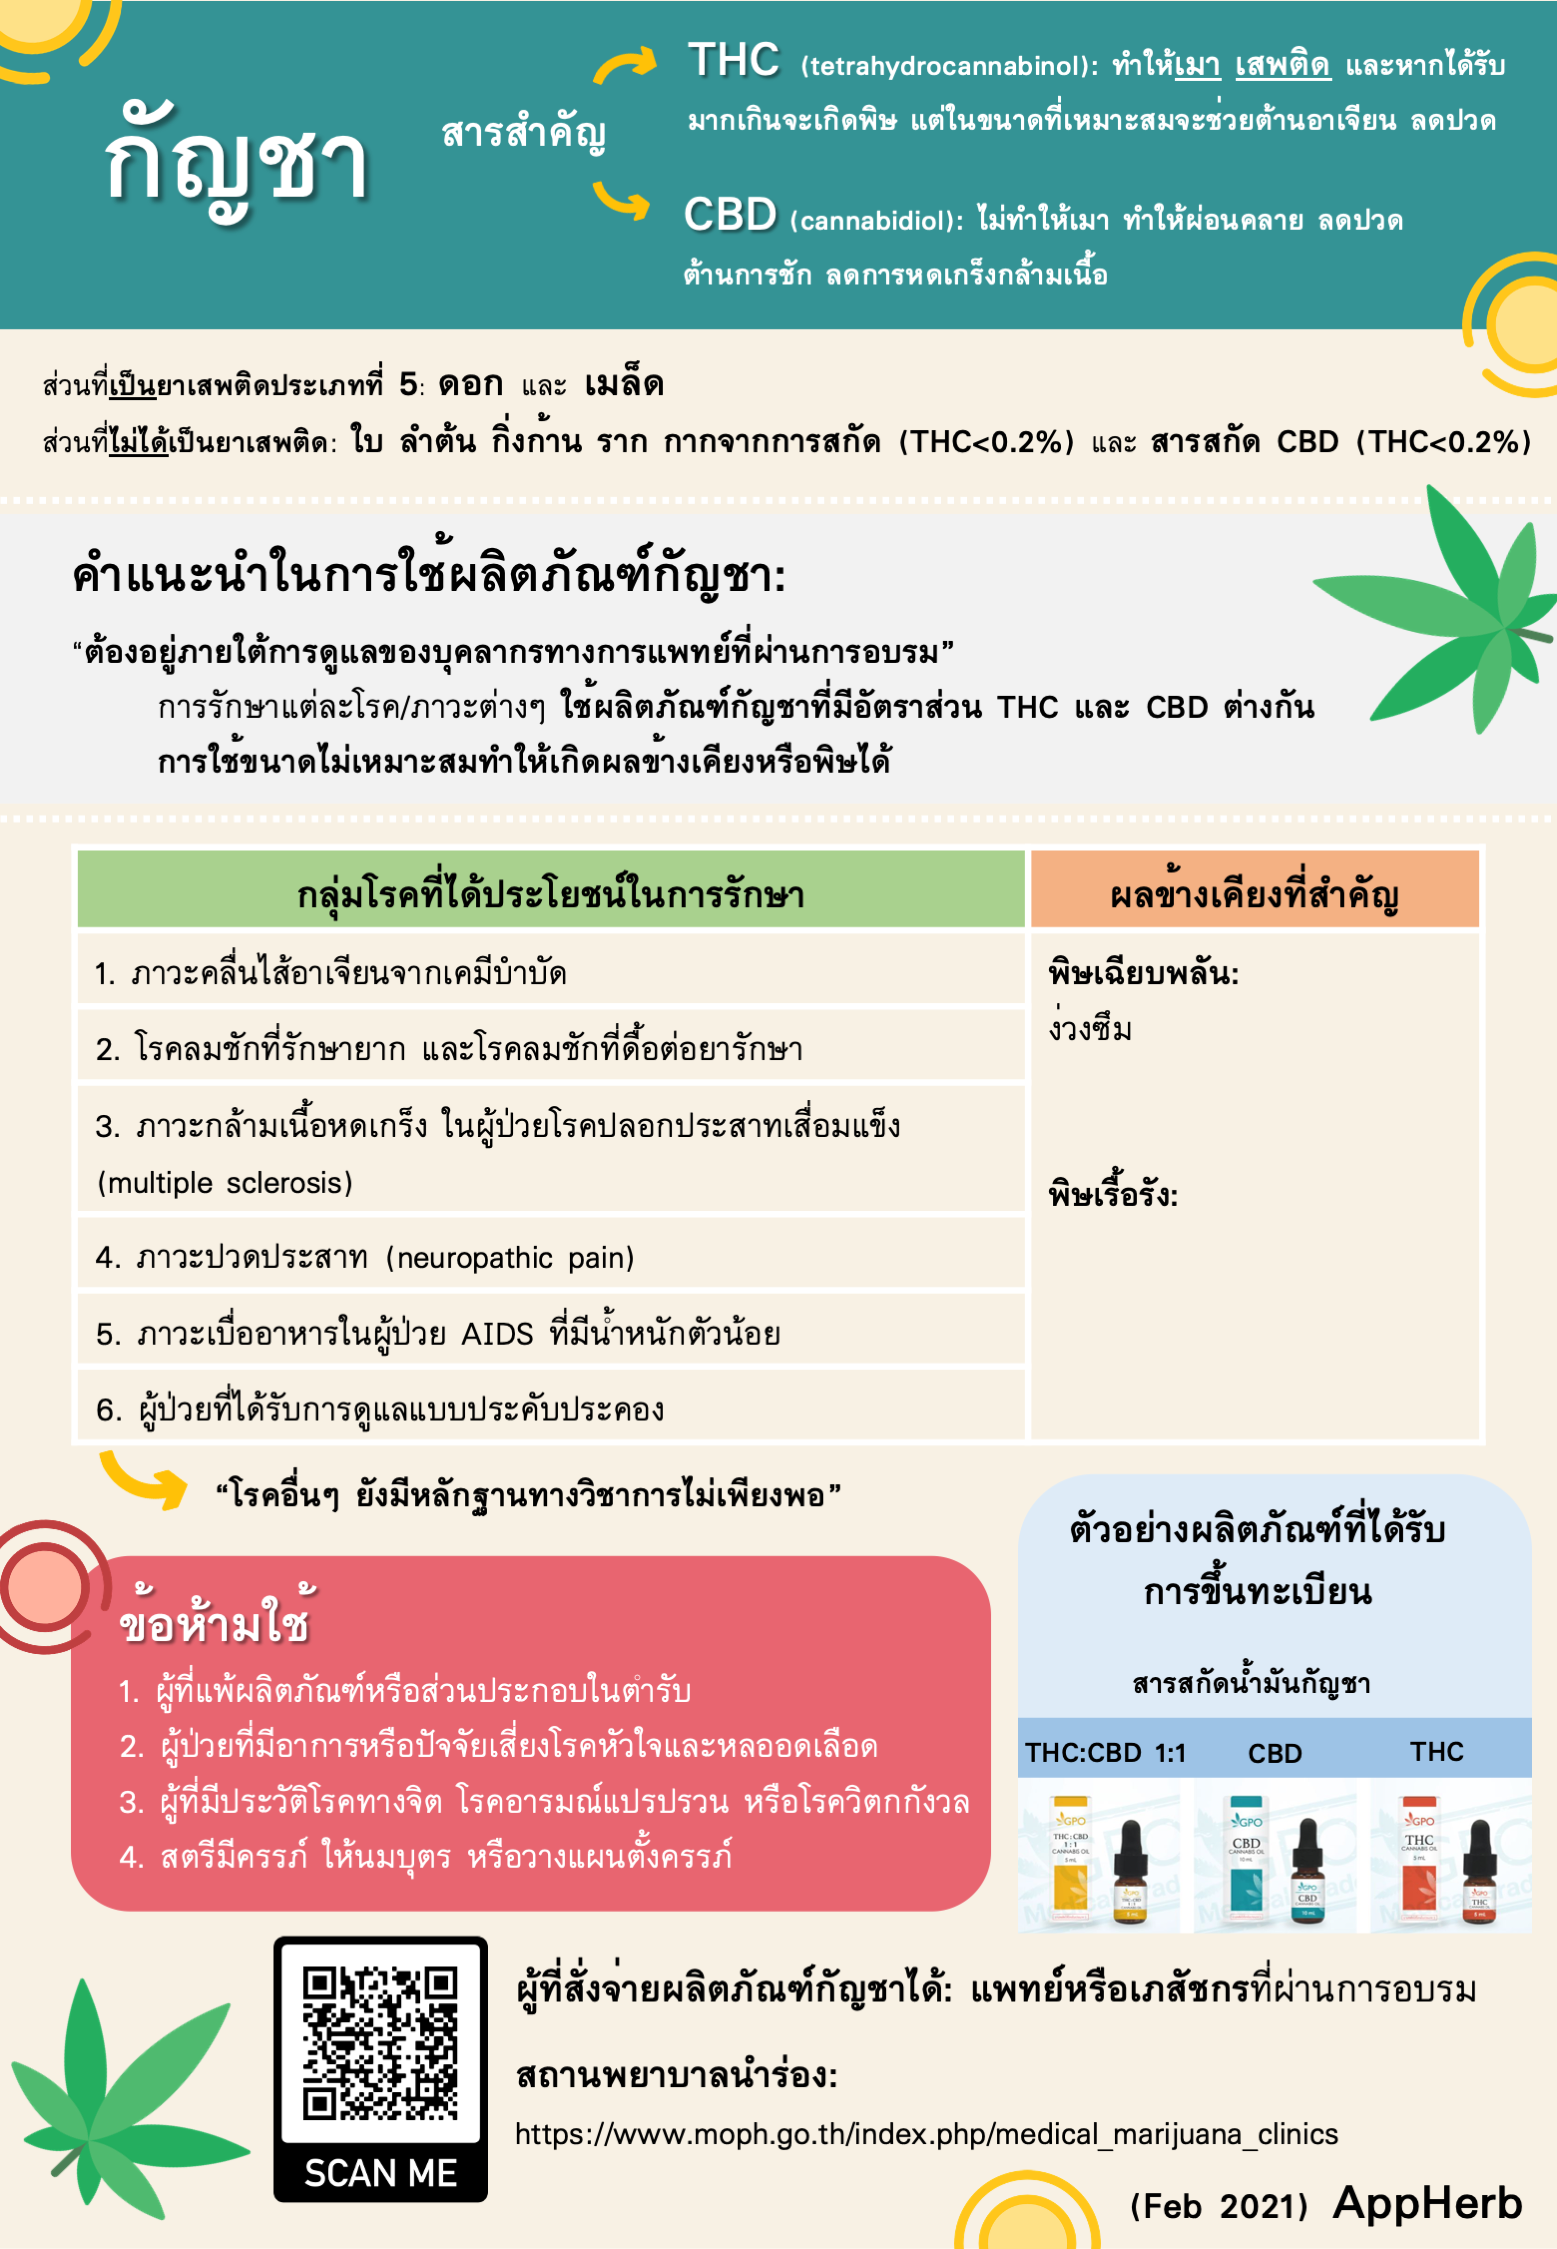 กัญชา
สารสำคัญ
THC (tetrahydrocannabinol): ทำให้เมา เสพติด และหากได้รับ
มากเกินจะเกิดพิษ แต่ในขนาดที่เหมาะสมจะช่วยต้านอาเจียน ลดปวด
CBD (cannabidiol): ไม่ทำให้เมา ทำให้ผ่อนคลาย ลดปวด
ต้านการชัก ลดการหดเกร็งกล้ามเนื้อ
ส่วนที่เป็นยาเสพติดประเภทที่ 5: ดอก และ เมล็ด
ส่วนที่ไม่ได้เป็นยาเสพติด: ใบ ลำต้น กิ่งก้าน ราก กากจากการสกัด (THC<0.2%) และ สารสกัด CBD (THC<0.2%)
คำแนะนำในการใช้ผลิตภัณฑ์กัญชา:
“ต้องอยู่ภายใต้การดูแลของบุคลากรทางการแพทย์ที่ผ่านการอบรม”
การรักษาแต่ละโรค/ภาวะต่างๆ ใช้ผลิตภัณฑ์กัญชาที่มีอัตราส่วน THC และ CBD ต่างกัน
การใช้ขนาดไม่เหมาะสมทำให้เกิดผลข้างเคียงหรือพิษได้
กลุ่มโรคที่ได้ประโยชน์ในการรักษา
1. ภาวะคลื่นไส้อาเจียนจากเคมีบำบัด
2. โรคลมชักที่รักษายาก และโรคลมชักที่ดื้อต่อยารักษา
3. ภาวะกล้ามเนื้อหดเกร็ง ในผู้ป่วยโรคปลอกประสาทเสื่อมแข็ง
(multiple sclerosis)
4. ภาวะปวดประสาท (neuropathic pain)
5. ภาวะเบื่ออาหารในผู้ป่วย AIDS ที่มีน้ำหนักตัวน้อย
6. ผู้ป่วยที่ได้รับการดูแลแบบประคับประคอง
ผลข้างเคียงที่สำคัญ
พิษเฉียบพลัน:
ง่วงซึม
พิษเรื้อรัง:
“โรคอื่นๆ ยังมีหลักฐานทางวิชาการไม่เพียงพอ”
ข้อห้ามใช้
1. ผู้ที่แพ้ผลิตภัณฑ์หรือส่วนประกอบในตำรับ
2. ผู้ป่วยที่มีอาการหรือปัจจัยเสี่ยงโรคหัวใจและหลออดเลือด
3. ผู้ที่มีประวัติโรคทางจิต โรคอารมณ์แปรปรวน หรือโรควิตกกังวล
4. สตรีมีครรภ์ ให้นมบุตร หรือวางแผนตั้งครรภ์
ตัวอย่างผลิตภัณฑ์ที่ได้รับ
การขึ้นทะเบียน
สารสกัดน้ำมันกัญชา
THC:CBD 1:1
CBD
THC
GPO
THC : CBD
1 : 1
CANNABIS OIL
5 mL
GPO
CBD
CANNABIS OIL
10 mL
GPO
CBD
10 mL
GPO
THC
CANNABIS OIL
5 mL
GPO
THC
5 mL
SCAN ME
ผู้ที่สั่งจ่ายผลิตภัณฑ์กัญชาได้: แพทย์หรือเภสัชกรที่ผ่านการอบรม
สถานพยาบาลนำร่อง:
https://www.moph.go.th/index.php/medical_marijuana_clinics
(Feb 2021) AppHerb